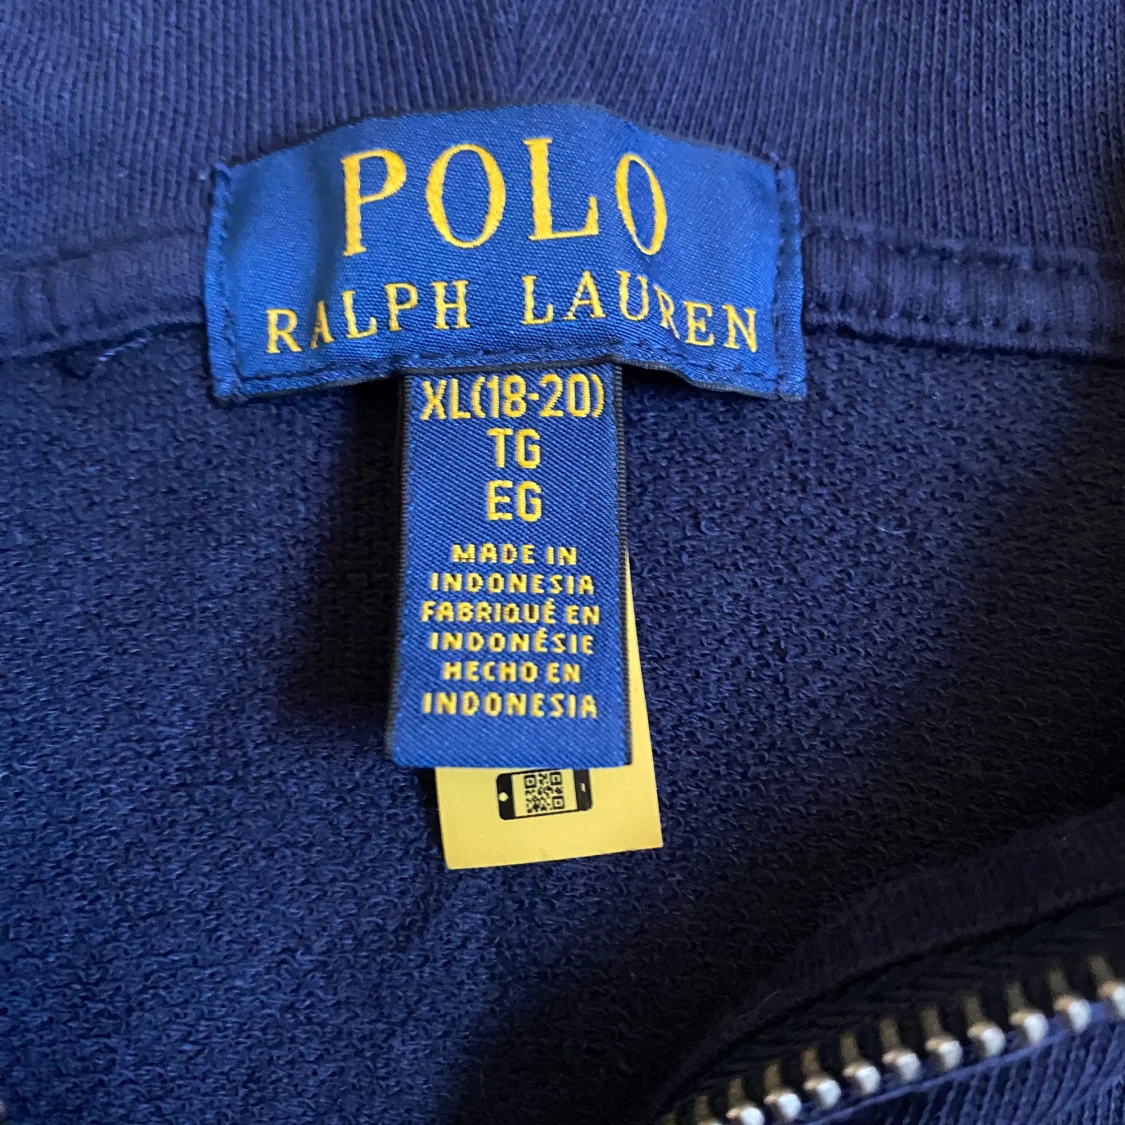 POLO
RALPH LAUREN
XL(18-20)
TG
EG
MADE IN
INDONESIA
FABRIQUÉ EN
INDONÉSIE
HECHO EN
INDONESIA